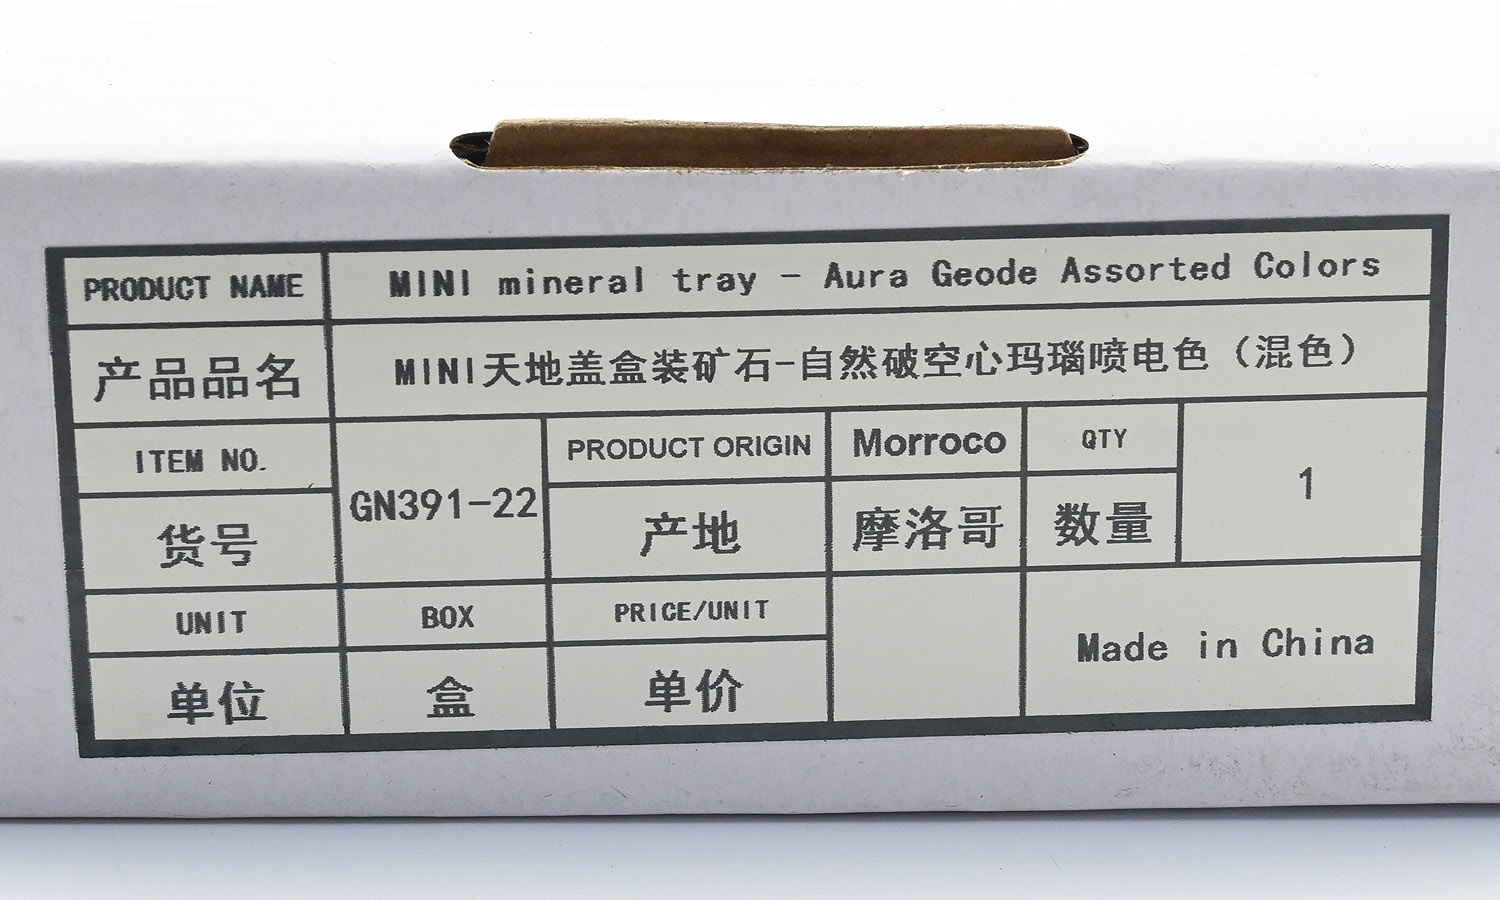 PRODUCT NAME MINI mineral tray - Aura Geode Assorted Colors
产品品名 MINI天地盖盒装矿石-自然破空心玛瑙喷电色（混色）
ITEM NO. GN391-22 PRODUCT ORIGIN Morroco QTY 1
货号 产地 摩洛哥 数量
UNIT BOX PRICE/UNIT Made in China
单位 盒 单价